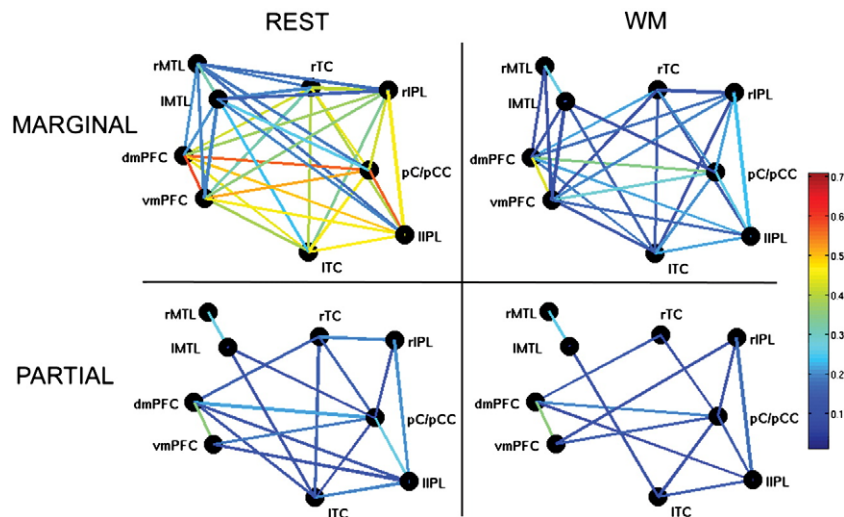 REST
WM
MARGINAL
rMTL
rTC
lMTL
rIPL
dmPFC
pC/pCC
vmPFC
lIPL
lTC
rMTL
rTC
lMTL
rIPL
dmPFC
pC/pCC
vmPFC
lIPL
lTC
0.7
0.6
0.5
0.4
0.3
0.2
0.1
PARTIAL
rMTL
rTC
lMTL
rIPL
dmPFC
pC/pCC
vmPFC
lIPL
lTC
rMTL
rTC
lMTL
rIPL
dmPFC
pC/pCC
vmPFC
lIPL
lTC